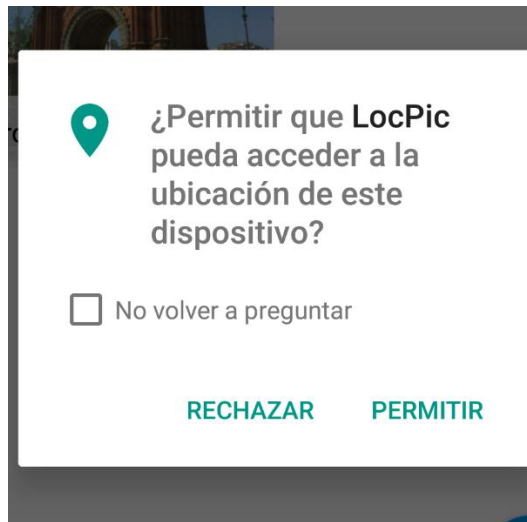 ¿Permitir que LocPic
pueda acceder a la
ubicación de este
dispositivo?
No volver a preguntar
RECHAZAR PERMITIR